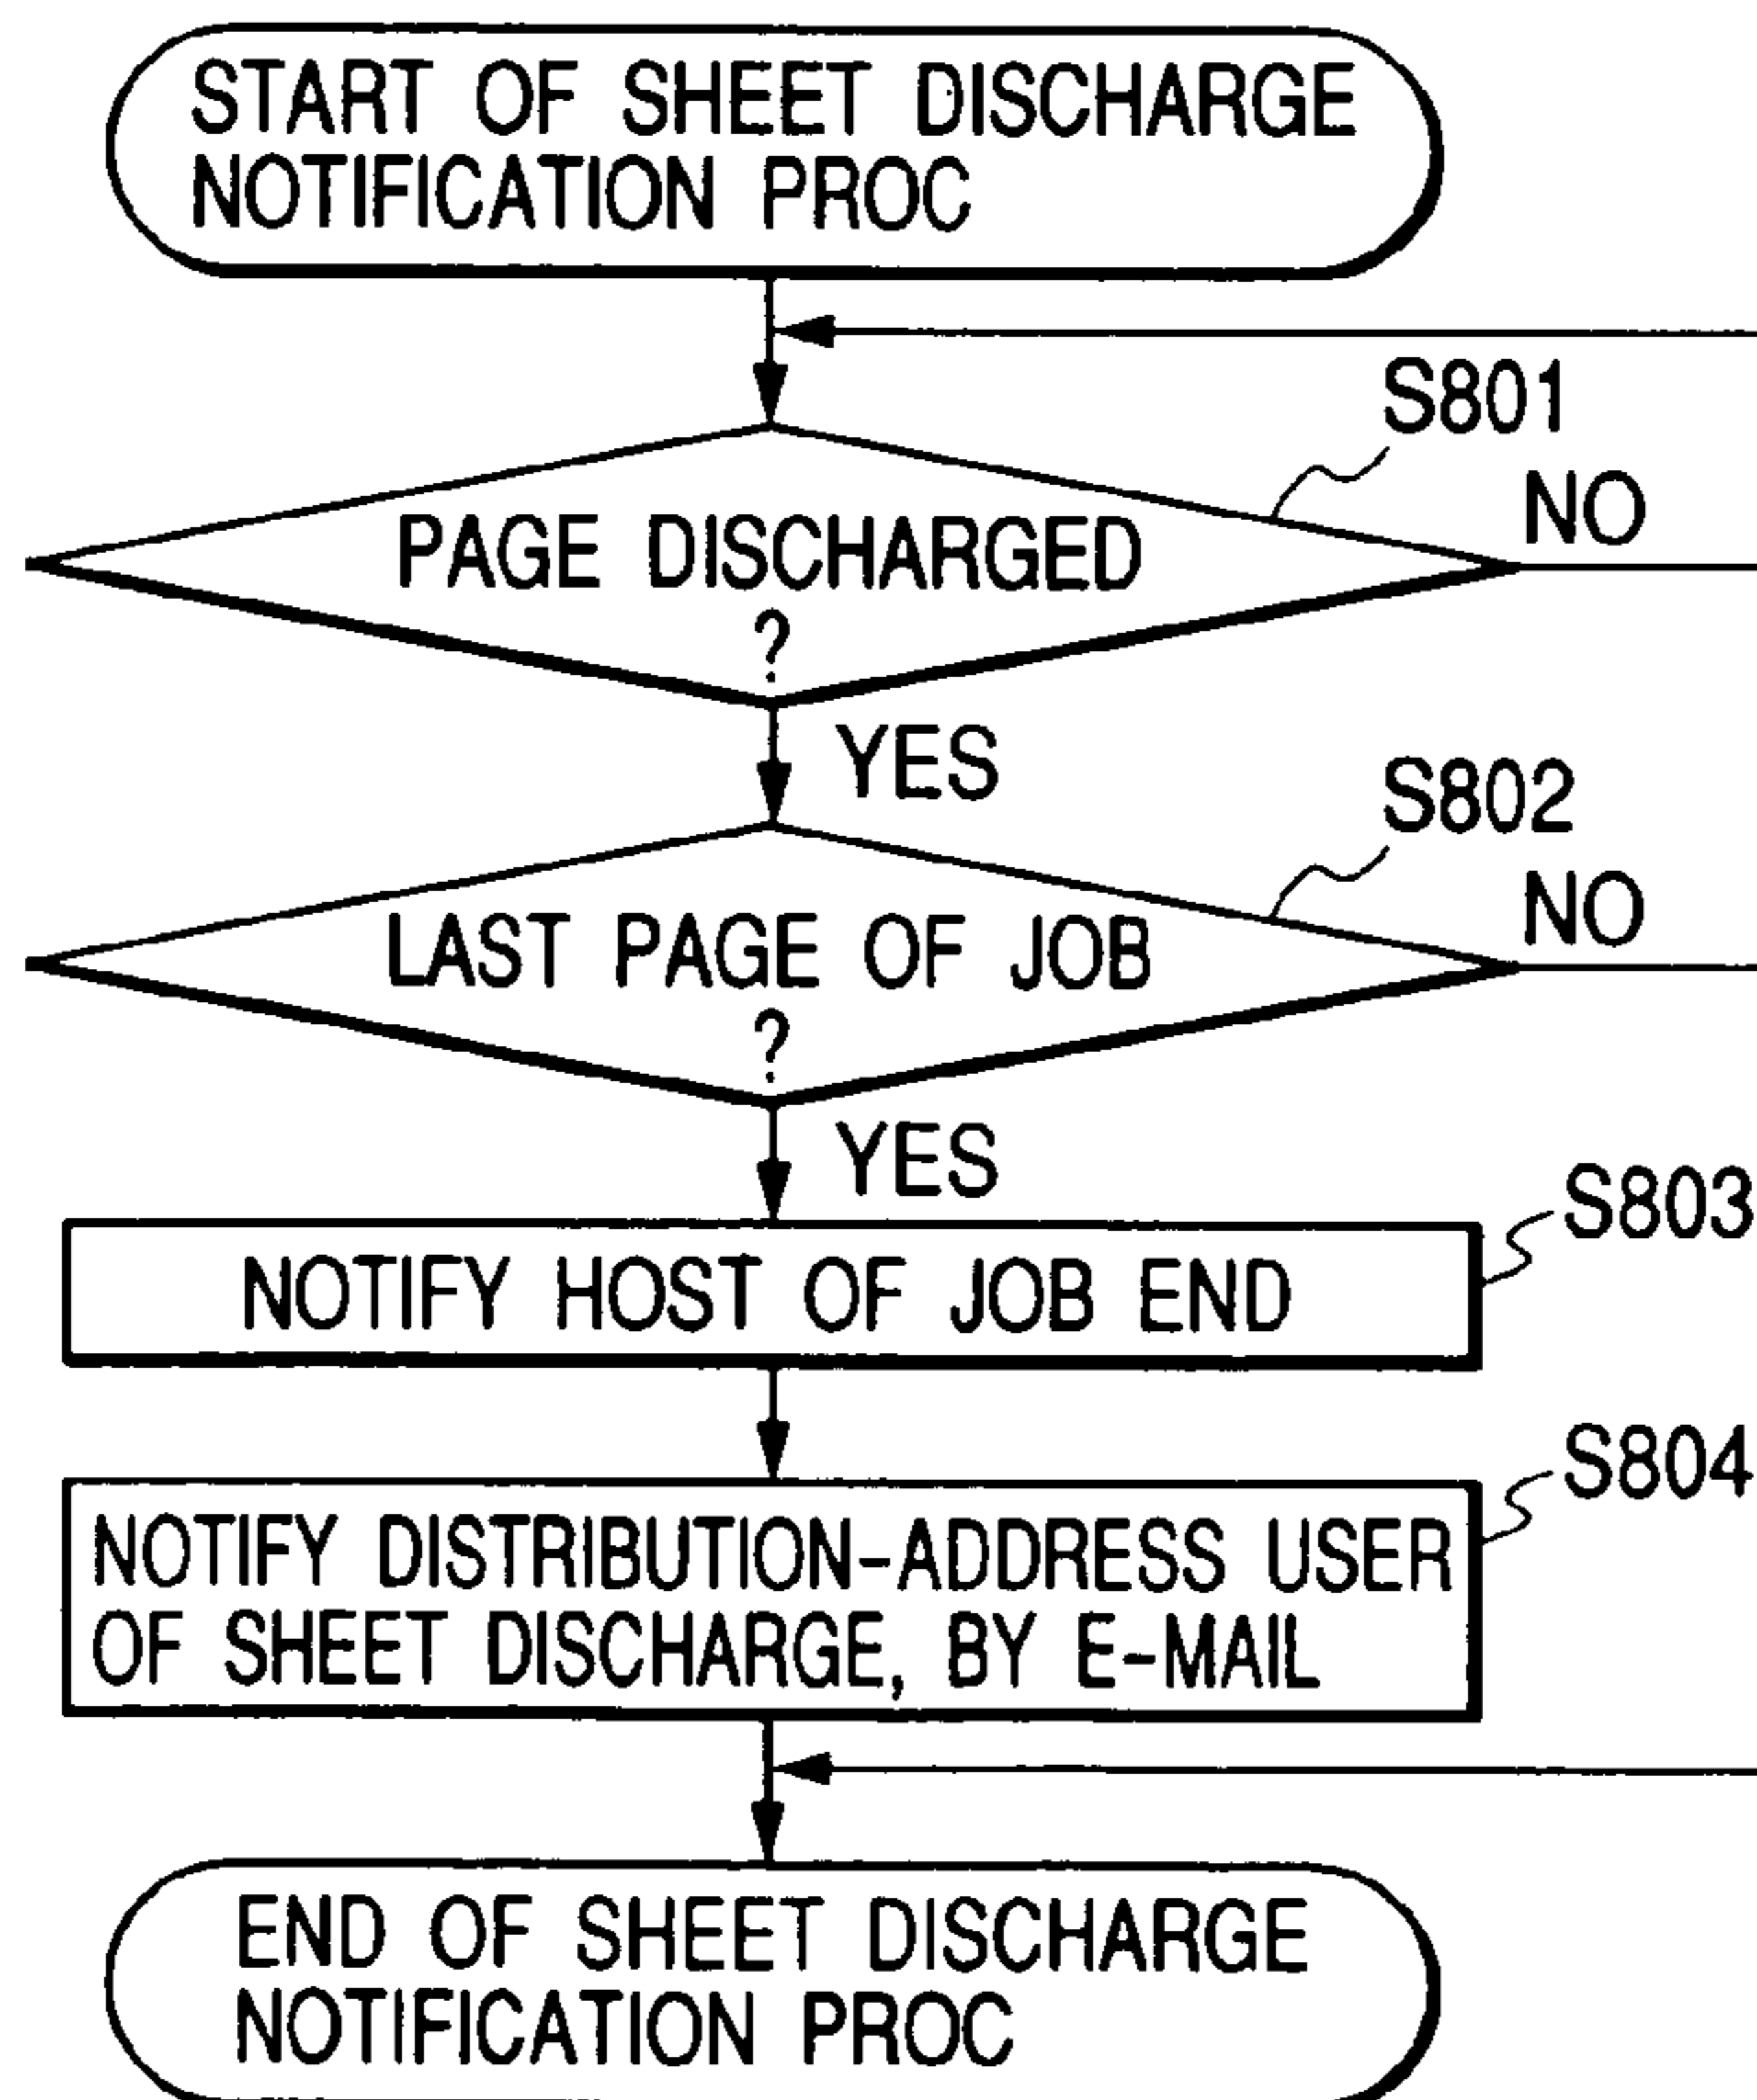 START OF SHEET DISCHARGE
NOTIFICATION PROC
S801
NO
PAGE DISCHARGED
?
YES
S802
NO
LAST PAGE OF JOB
?
YES
S803
NOTIFY HOST OF JOB END
S804
NOTIFY DISTRIBUTION-ADDRESS USER
OF SHEET DISCHARGE, BY E-MAIL
END OF SHEET DISCHARGE
NOTIFICATION PROC